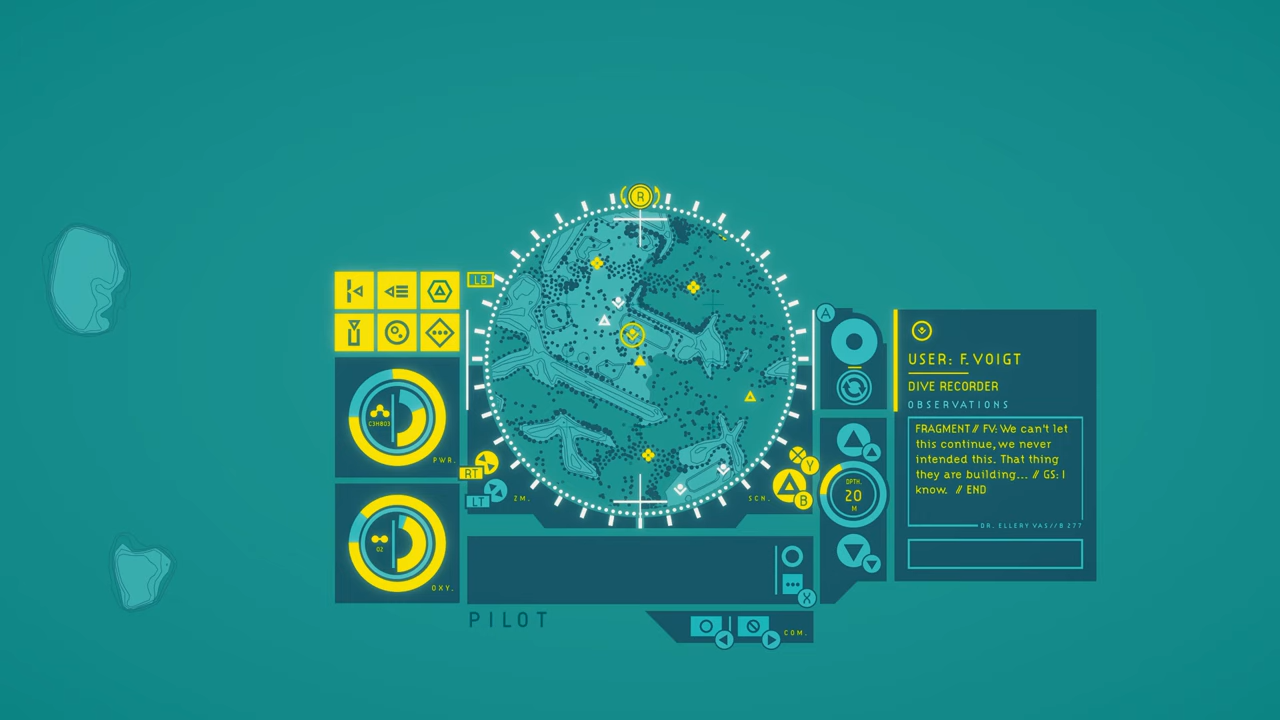 R
LB
A
USER: F. VOIGT
DIVE RECORDER
OBSERVATIONS
FRAGMENT // FV: We can't let
this continue, we never
intended this. That thing
they are building... // GS: I
know. // END
DR. ELLERY VAS//B 277
C3H8O3
PWR.
RT
LT
ZM.
SCN.
Y
B
DPTH.
20
M
O2
OXY.
X
PILOT
COM.